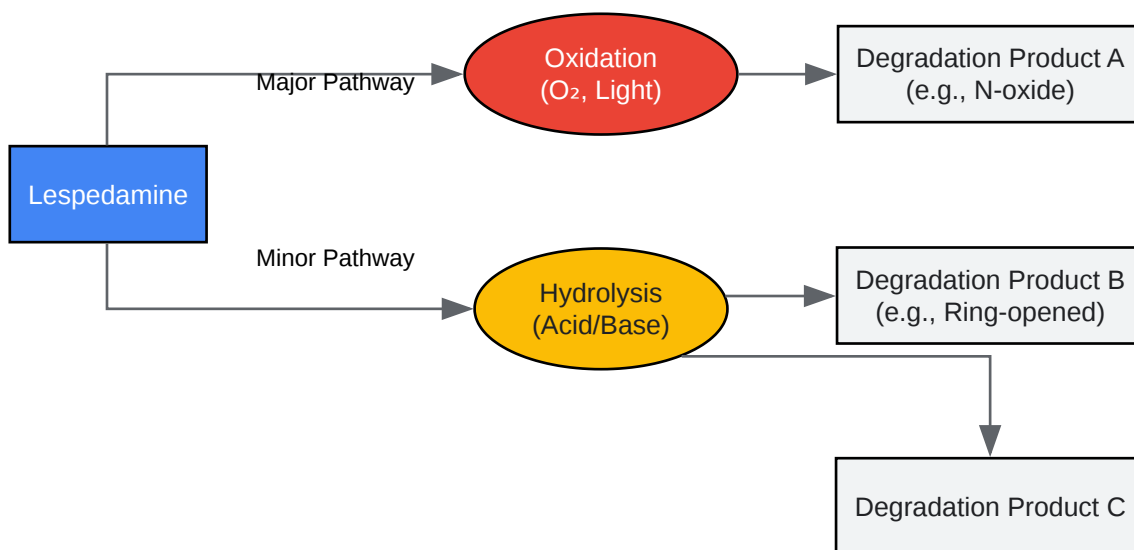 Oxidation
(O₂, Light)
Degradation Product A
(e.g., N-oxide)
Major Pathway
Lespedamine
Minor Pathway
Hydrolysis
(Acid/Base)
Degradation Product B
(e.g., Ring-opened)
Degradation Product C